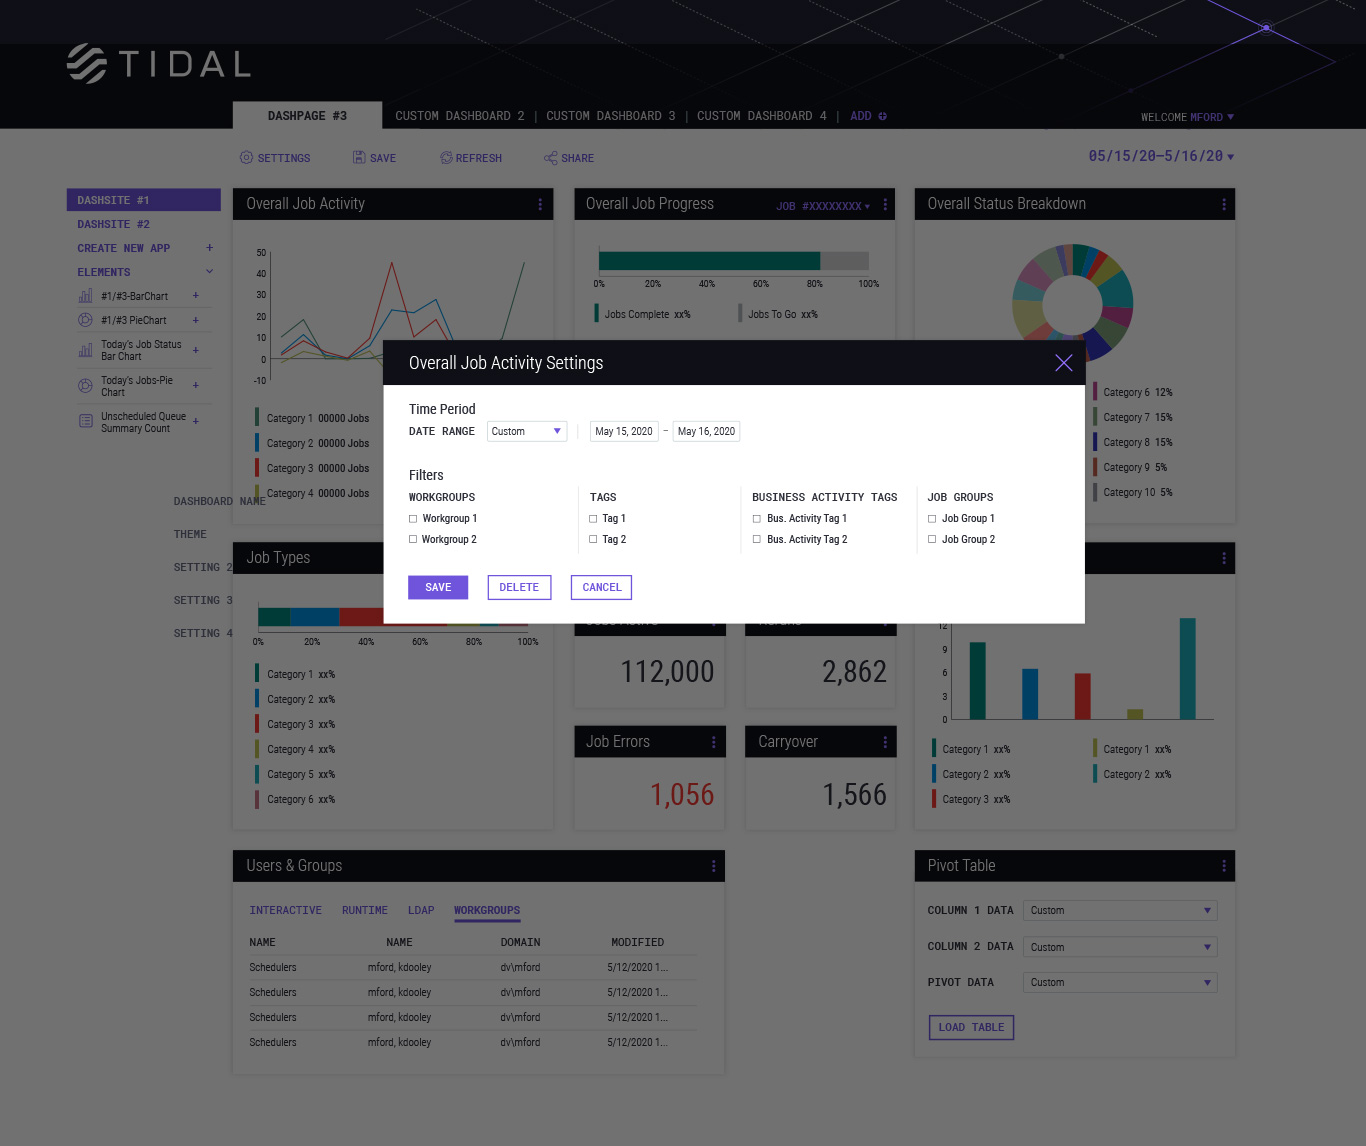 TIDAL
DASHPAGE #3
CUSTOM DASHBOARD 2 | CUSTOM DASHBOARD 3 | CUSTOM DASHBOARD 4 | ADD
WELCOME MFORD
SETTINGS
SAVE
REFRESH
SHARE
05/15/20–5/16/20
DASHSITE #1
DASHSITE #2
CREATE NEW APP +
ELEMENTS
#1/#3-BarChart +
#1/#3 PieChart +
Today's Job Status
Bar Chart +
Today's Jobs-Pie
Chart +
Unscheduled Queue
Summary Count +
DASHBOARD NAME
THEME
SETTING 2
SETTING 3
SETTING 4
Overall Job Activity
50
40
30
20
10
0
-10
Category 1 00000 Jobs
Category 2 00000 Jobs
Category 3 00000 Jobs
Category 4 00000 Jobs
Overall Job Progress
JOB #XXXXXXXX
0% 20% 40% 60% 80% 100%
Jobs Complete xx%
Jobs To Go xx%
Overall Status Breakdown
Category 6 12%
Category 7 15%
Category 8 15%
Category 9 5%
Category 10 5%
Overall Job Activity Settings
Time Period
DATE RANGE
Custom
May 15, 2020 – May 16, 2020
Filters
WORKGROUPS
Workgroup 1
Workgroup 2
TAGS
Tag 1
Tag 2
BUSINESS ACTIVITY TAGS
Bus. Activity Tag 1
Bus. Activity Tag 2
JOB GROUPS
Job Group 1
Job Group 2
SAVE
DELETE
CANCEL
Job Types
0% 20% 40% 60% 80% 100%
Category 1 xx%
Category 2 xx%
Category 3 xx%
Category 4 xx%
Category 5 xx%
Category 6 xx%
112,000
2,862
Job Errors
1,056
Carryover
1,566
12
9
6
3
0
Category 1 xx%
Category 2 xx%
Category 3 xx%
Category 1 xx%
Category 2 xx%
Users & Groups
INTERACTIVE RUNTIME LDAP WORKGROUPS
NAME NAME DOMAIN MODIFIED
Schedulers mford, kdooley dv\mford 5/12/2020 1...
Schedulers mford, kdooley dv\mford 5/12/2020 1...
Schedulers mford, kdooley dv\mford 5/12/2020 1...
Schedulers mford, kdooley dv\mford 5/12/2020 1...
Pivot Table
COLUMN 1 DATA Custom
COLUMN 2 DATA Custom
PIVOT DATA Custom
LOAD TABLE